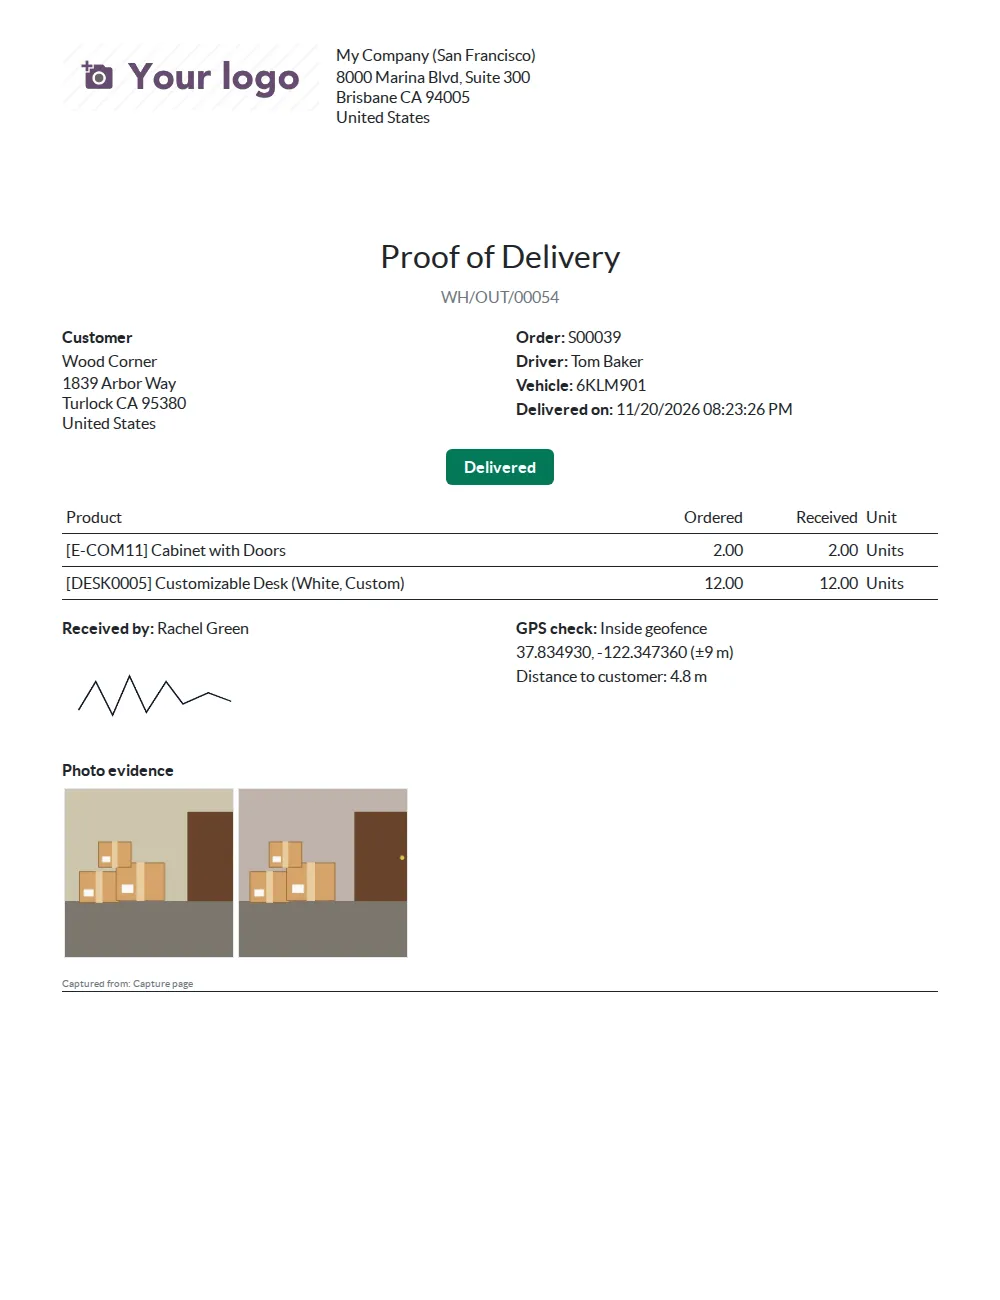 Your logo
My Company (San Francisco)
8000 Marina Blvd, Suite 300
Brisbane CA 94005
United States
Proof of Delivery
WH/OUT/00054
Customer
Wood Corner
1839 Arbor Way
Turlock CA 95380
United States
Order: S00039
Driver: Tom Baker
Vehicle: 6KLM901
Delivered on: 11/20/2026 08:23:26 PM
Delivered
Product Ordered Received Unit
[E-COM11] Cabinet with Doors 2.00 2.00 Units
[DESK0005] Customizable Desk (White, Custom) 12.00 12.00 Units
Received by: Rachel Green
GPS check: Inside geofence
37.834930, -122.347360 (±9 m)
Distance to customer: 4.8 m
Photo evidence
Captured from: Capture page